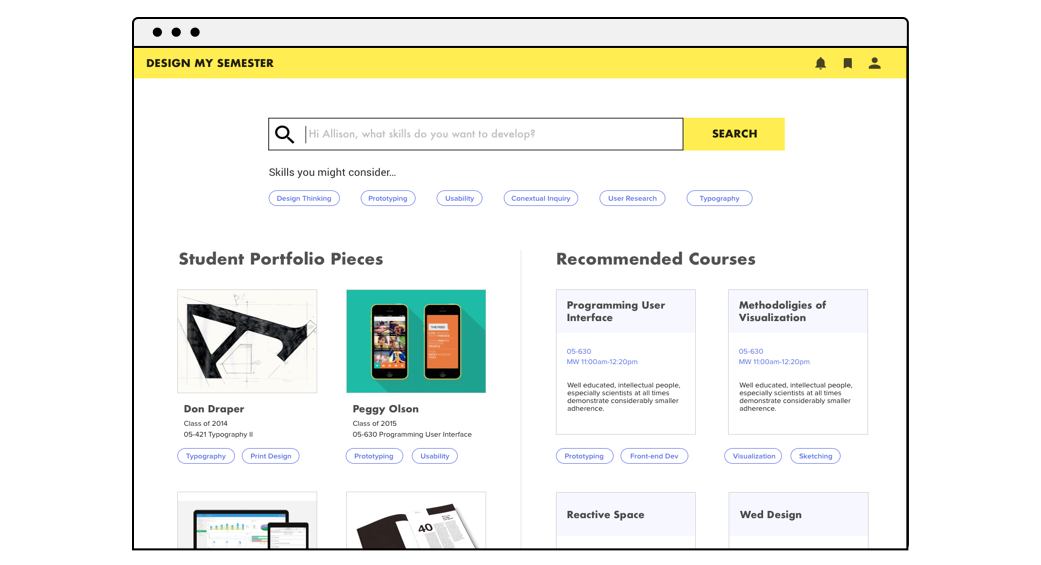 DESIGN MY SEMESTER
Hi Allison, what skills do you want to develop?
SEARCH
Skills you might consider...
Design Thinking
Prototyping
Usability
Conextual Inquiry
User Research
Typography
Student Portfolio Pieces
Don Draper
Class of 2014
05-421 Typography II
Typography
Print Design
Peggy Olson
Class of 2015
05-630 Programming User Interface
Prototyping
Usability
40
Recommended Courses
Programming User
Interface
05-630
MW 11:00am-12:20pm
Well educated, intellectual people,
especially scientists at all times
demonstrate considerably smaller
adherence.
Prototyping
Front-end Dev
Methodoligies of
Visualization
05-630
MW 11:00am-12:20pm
Well educated, intellectual people,
especially scientists at all times
demonstrate considerably smaller
adherence.
Visualization
Sketching
Reactive Space
Wed Design